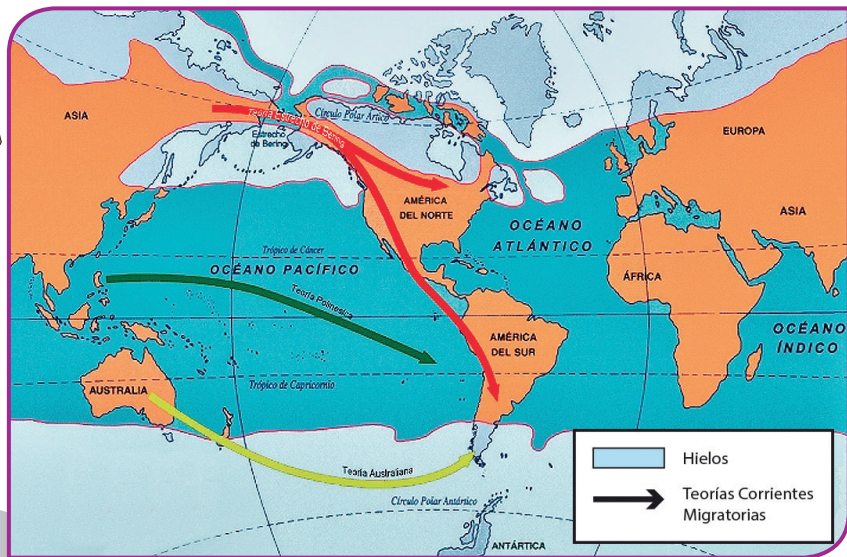 ASIA
Teoría Estrecho de Bering
Estrecho
de Bering
Círculo Polar Ártico
EUROPA
AMÉRICA
DEL NORTE
OCÉANO
ATLÁNTICO
ASIA
Trópico de Cáncer
OCÉANO PACÍFICO
ÁFRICA
Teoría Polinesica
OCÉANO
ÍNDICO
AMÉRICA
DEL SUR
AUSTRALIA
Trópico de Capricornio
Teoría Australiana
Círculo Polar Antártico
ANTÁRTICA
Hielos
Teorías Corrientes
Migratorias